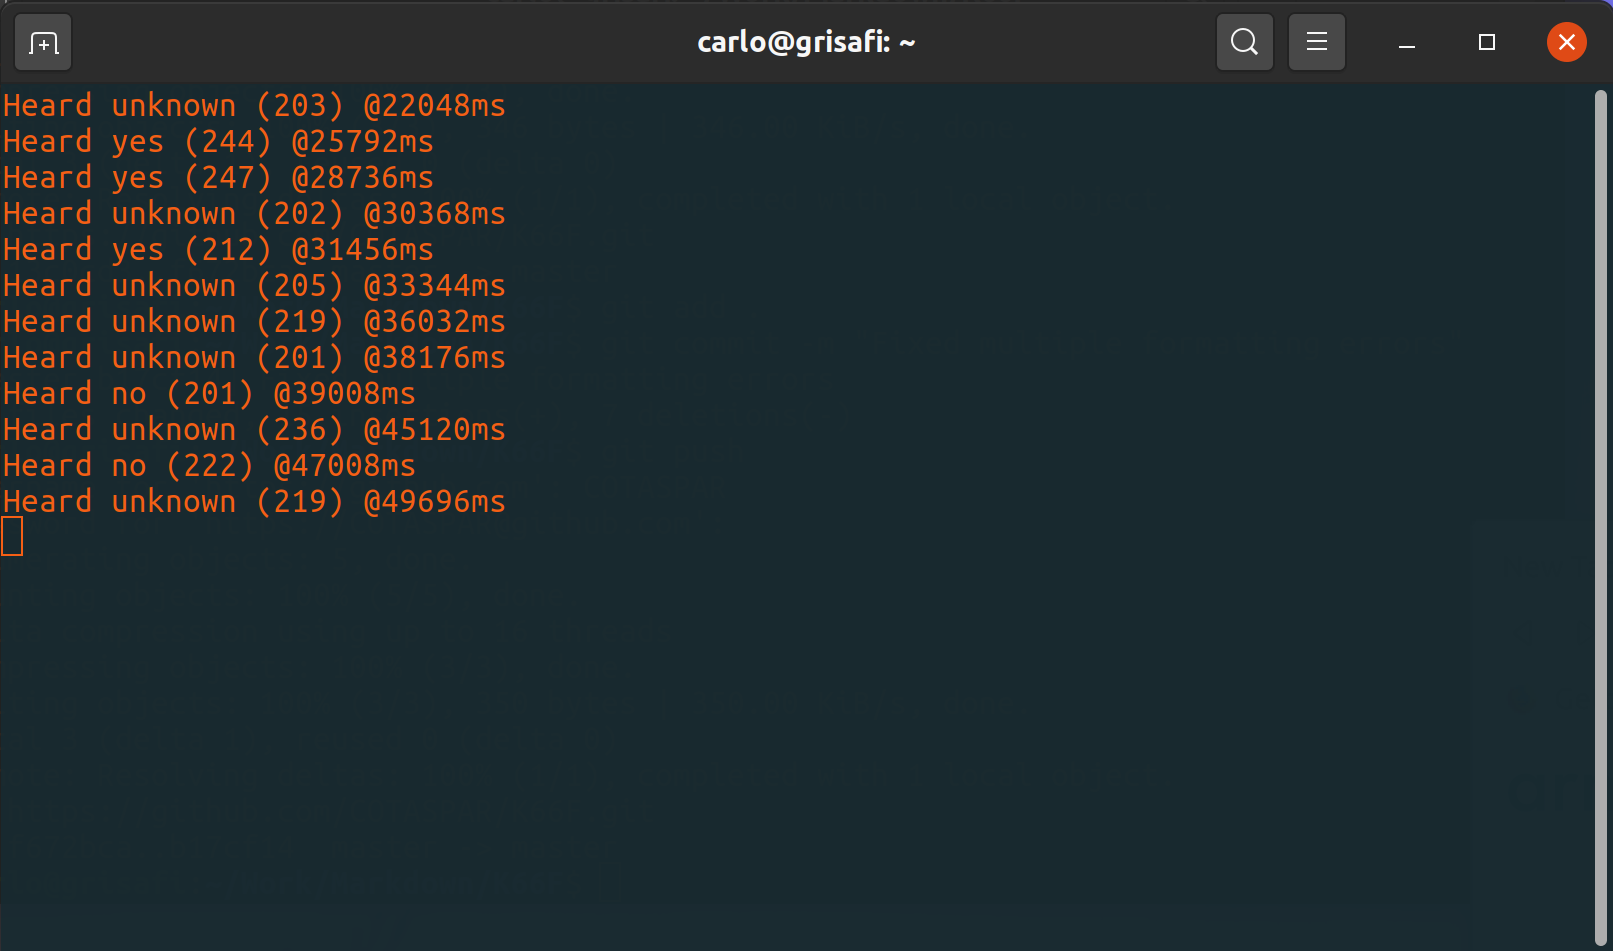 carlo@grisafi: ~
Heard unknown (203) @22048ms
Heard yes (244) @25792ms
Heard yes (247) @28736ms
Heard unknown (202) @30368ms
Heard yes (212) @31456ms
Heard unknown (205) @33344ms
Heard unknown (219) @36032ms
Heard unknown (201) @38176ms
Heard no (201) @39008ms
Heard unknown (236) @45120ms
Heard no (222) @47008ms
Heard unknown (219) @49696ms